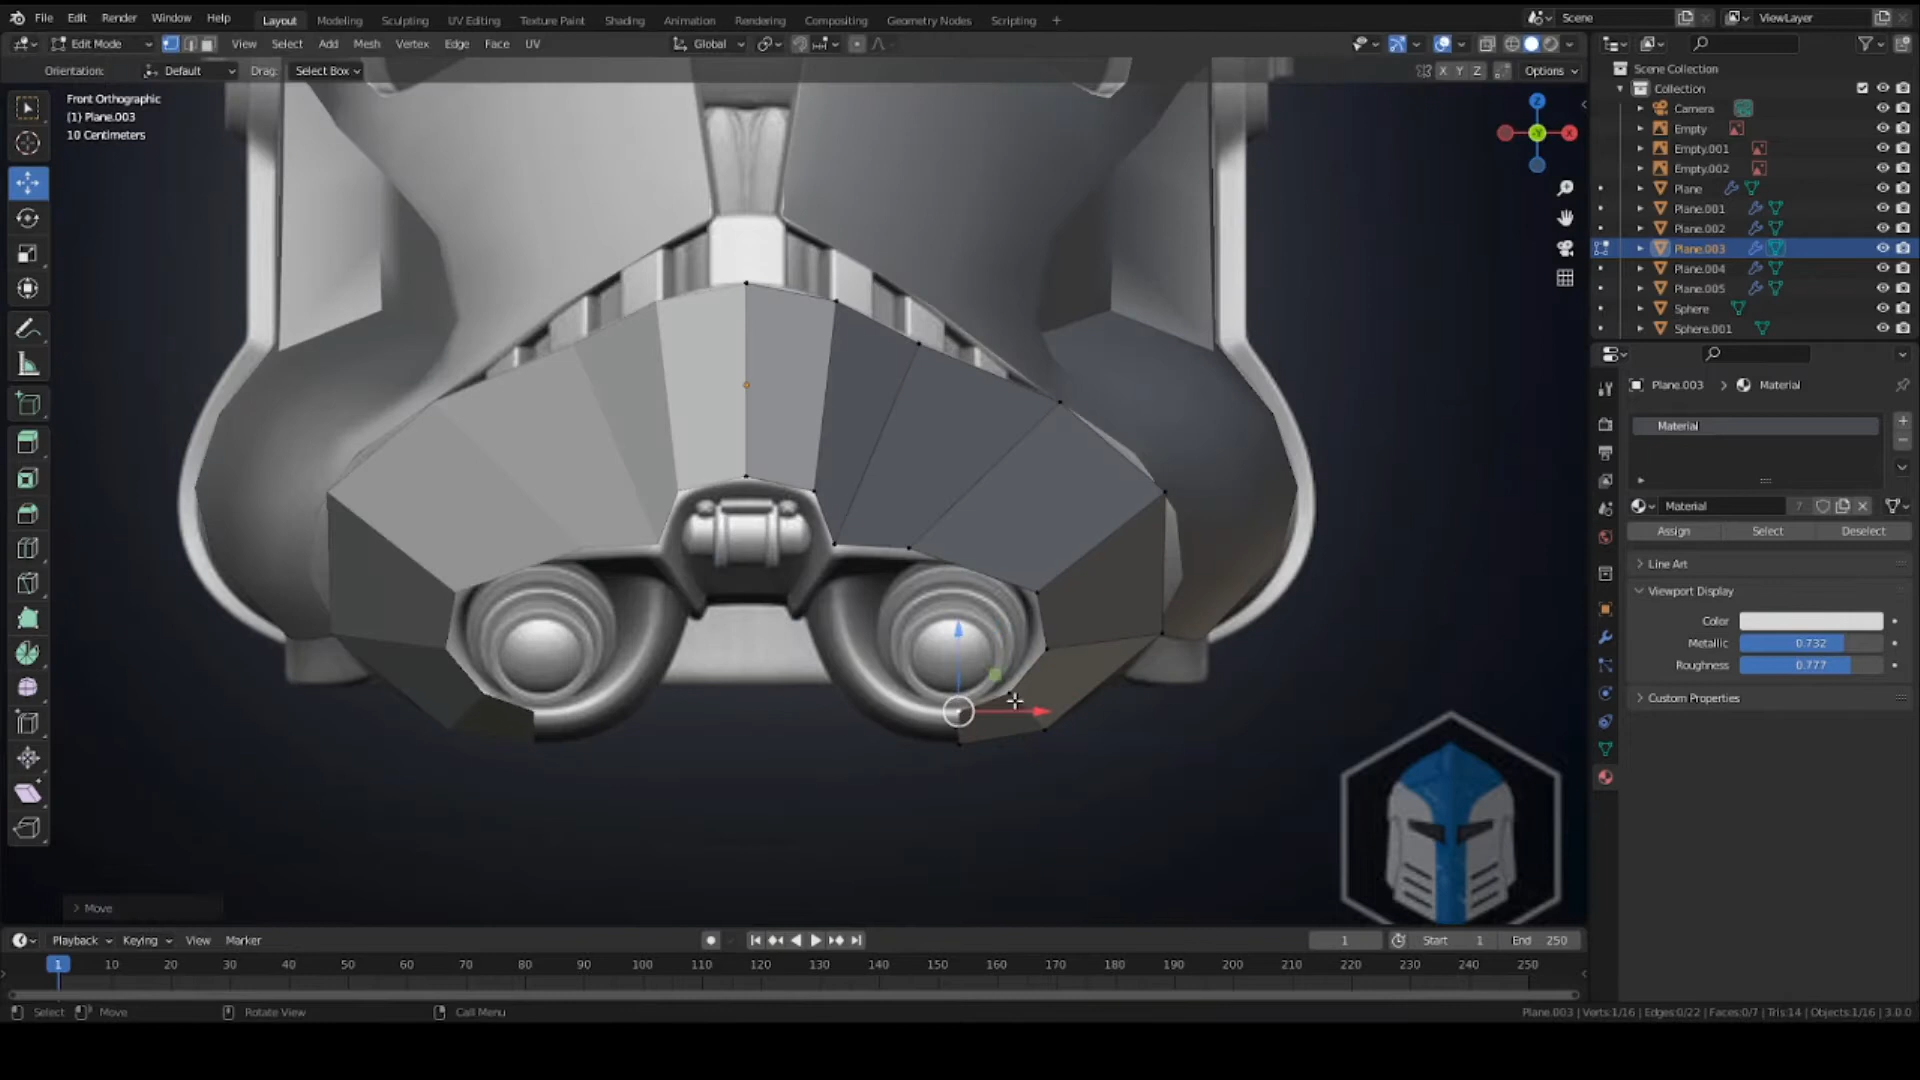 File Edit Render Window Help Layout Modeling Sculpting UV Editing Texture Paint Shading Animation Rendering Compositing Geometry Nodes Scripting + Scene ViewLayer
Edit Mode View Select Add Mesh Vertex Edge Face UV Global
Orientation: Default Drag: Select Box X Y Z Options
Front Orthographic
(1) Plane.003
10 Centimeters
Z
-Y
X
Move
Scene Collection
Collection
Camera
Empty
Empty.001
Empty.002
Plane
Plane.001
Plane.002
Plane.003
Plane.004
Plane.005
Sphere
Sphere.001
Plane.003 > Material
Material
Material 7
Assign Select Deselect
Line Art
Viewport Display
Color
Metallic 0.732
Roughness 0.777
Custom Properties
Playback Keying View Marker 1 Start 1 End 250
1 10 20 30 40 50 60 70 80 90 100 110 120 130 140 150 160 170 180 190 200 210 220 230 240 250
Select Move Rotate View Call Menu Plane.003 | Verts:1/16 | Edges:0/22 | Faces:0/7 | Tris:14 | Objects:1/16 | 3.0.0